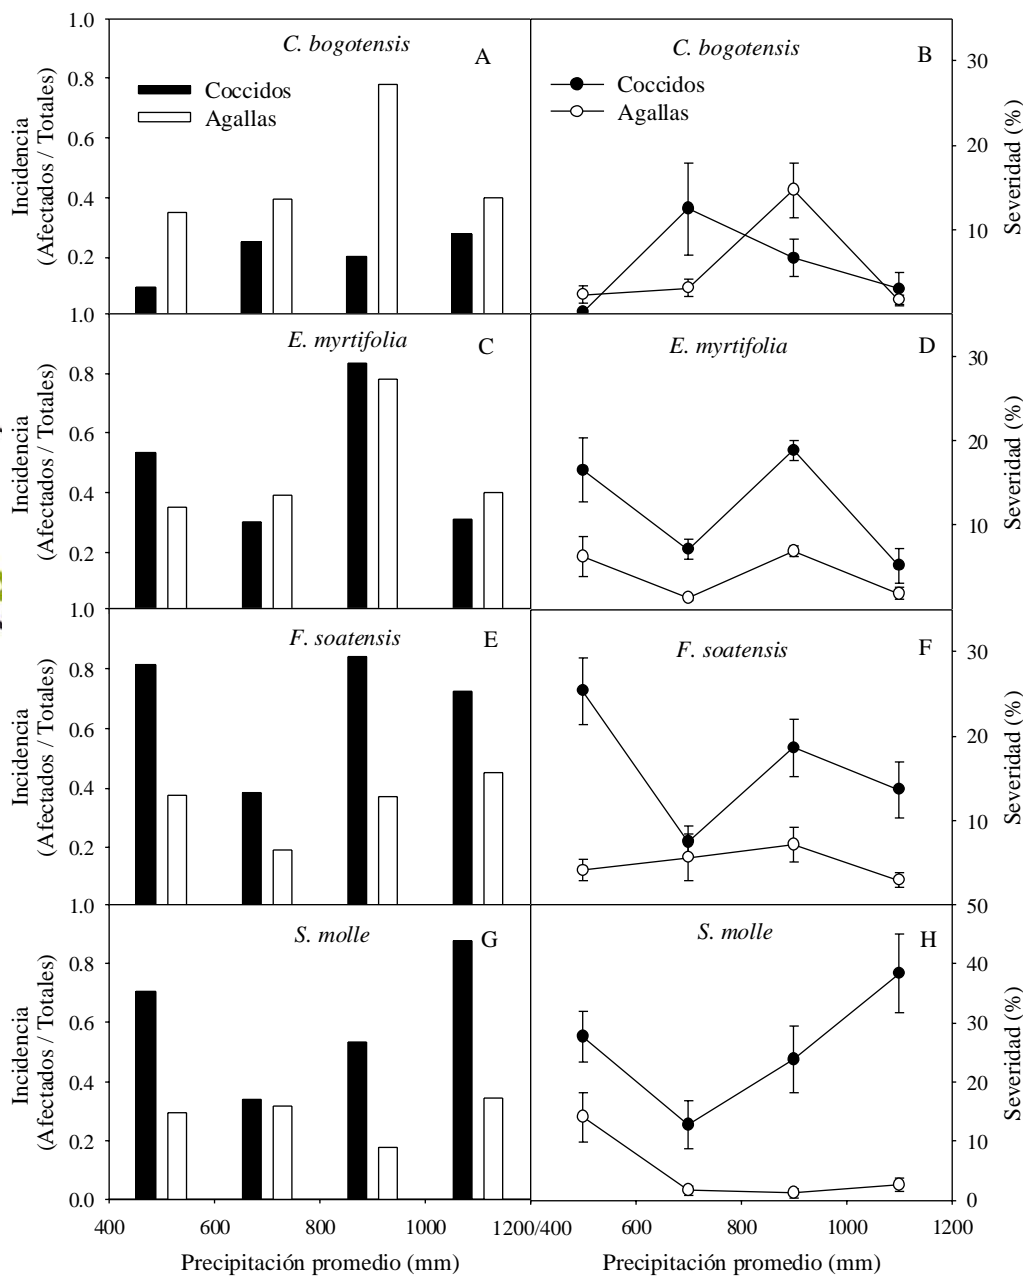 1.0
C. bogotensis
A
0.8
Coccidos
Agallas
0.6
0.4
0.2
Incidencia
(Afectados / Totales)
C. bogotensis
B
30
Coccidos
Agallas
20
10
Severidad (%)
1.0
E. myrtifolia
C
0.8
0.6
0.4
0.2
Incidencia
(Afectados / Totales)
E. myrtifolia
D
30
20
10
Severidad (%)
1.0
F. soatensis
E
0.8
0.6
0.4
0.2
Incidencia
(Afectados / Totales)
F. soatensis
F
30
20
10
Severidad (%)
1.0
S. molle
G
0.8
0.6
0.4
0.2
0.0
Incidencia
(Afectados / Totales)
S. molle
H
50
40
30
20
10
0
Severidad (%)
400 600 800 1000 1200/400 600 800 1000 1200
Precipitación promedio (mm) Precipitación promedio (mm)